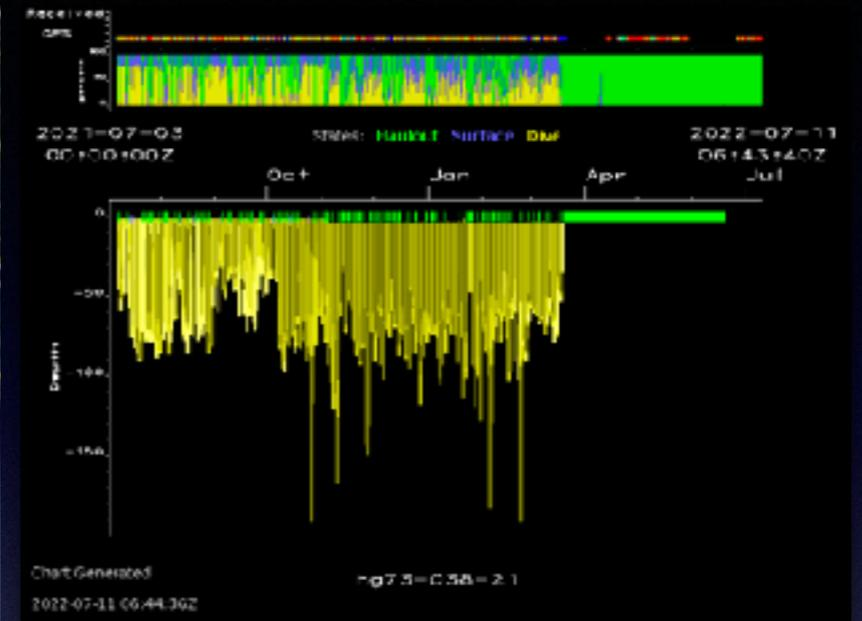 Received
GPS
2021-07-03
00:00:00Z
States: Haulout Surface Dive
2022-07-11
06:43:40Z
Oct Jan Apr Jul
0
-50
-100
-150
Depth
Chart Generated
2022-07-11 06:44:36Z